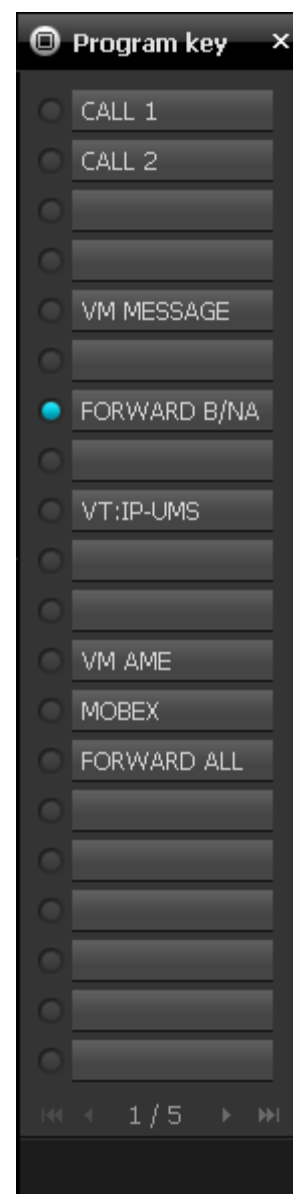 Program key
CALL 1
CALL 2
VM MESSAGE
FORWARD B/NA
VT:IP-UMS
VM AME
MOBEX
FORWARD ALL
1 / 5